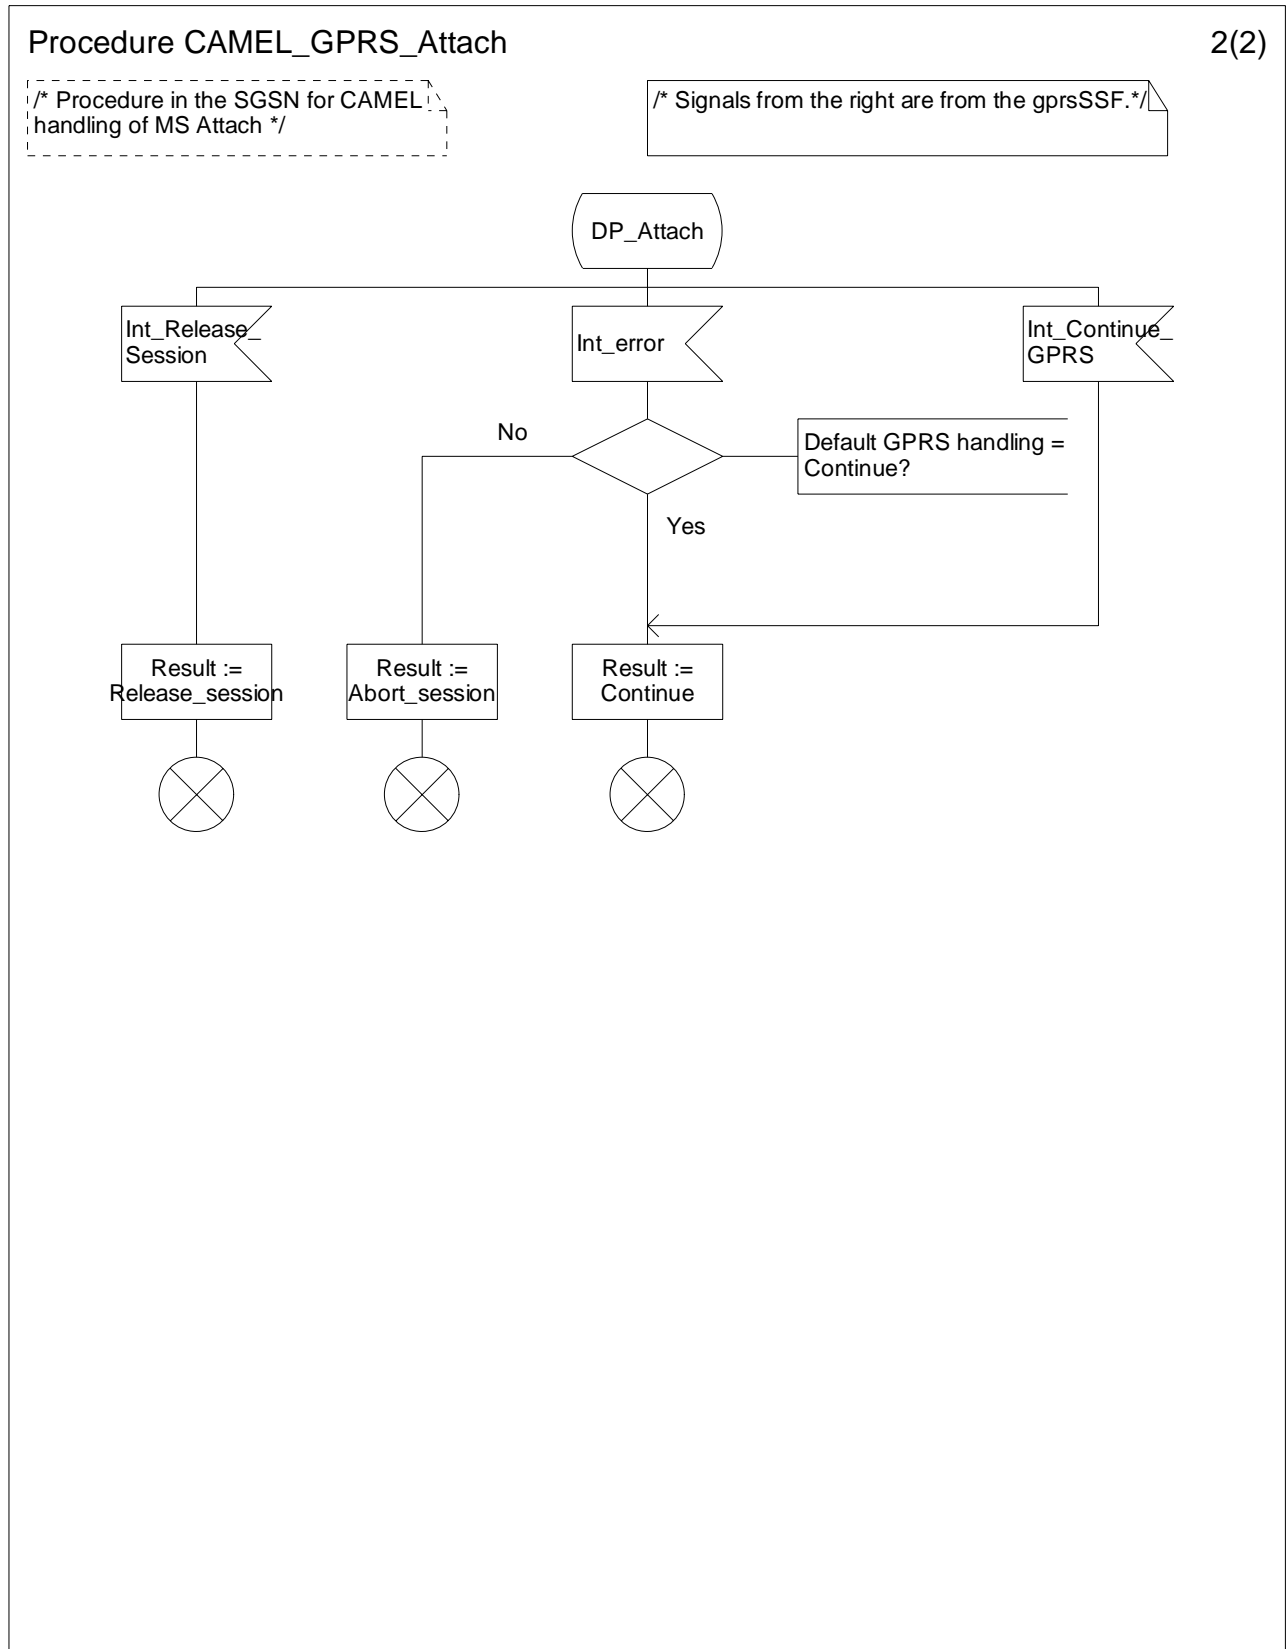 Procedure CAMEL_GPRS_Attach
2(2)
/* Procedure in the SGSN for CAMEL
handling of MS Attach */
/* Signals from the right are from the gprsSSF.*/
DP_Attach
Int_Release_
Session
Int_error
Int_Continue_
GPRS
No
Default GPRS handling =
Continue?
Yes
Result :=
Release_session
Result :=
Abort_session
Result :=
Continue